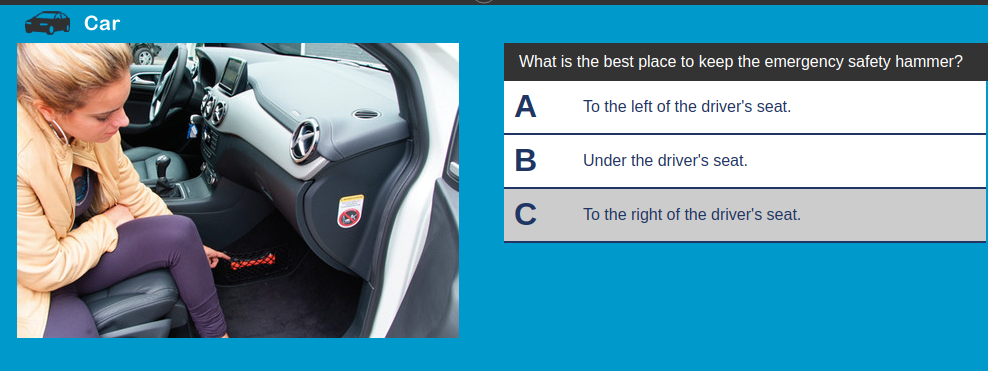 Car
What is the best place to keep the emergency safety hammer?
A To the left of the driver's seat.
B Under the driver's seat.
C To the right of the driver's seat.